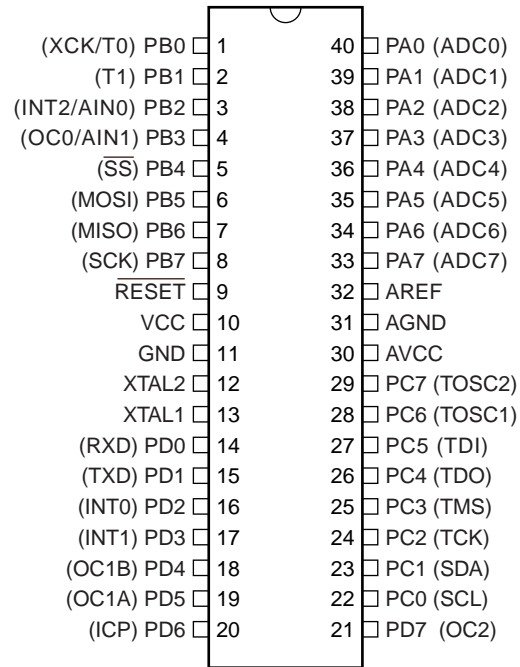 (XCK/T0) PB0 1 40 PA0 (ADC0)
(T1) PB1 2 39 PA1 (ADC1)
(INT2/AIN0) PB2 3 38 PA2 (ADC2)
(OC0/AIN1) PB3 4 37 PA3 (ADC3)
(S̅S̅) PB4 5 36 PA4 (ADC4)
(MOSI) PB5 6 35 PA5 (ADC5)
(MISO) PB6 7 34 PA6 (ADC6)
(SCK) PB7 8 33 PA7 (ADC7)
R̅E̅S̅E̅T̅ 9 32 AREF
VCC 10 31 AGND
GND 11 30 AVCC
XTAL2 12 29 PC7 (TOSC2)
XTAL1 13 28 PC6 (TOSC1)
(RXD) PD0 14 27 PC5 (TDI)
(TXD) PD1 15 26 PC4 (TDO)
(INT0) PD2 16 25 PC3 (TMS)
(INT1) PD3 17 24 PC2 (TCK)
(OC1B) PD4 18 23 PC1 (SDA)
(OC1A) PD5 19 22 PC0 (SCL)
(ICP) PD6 20 21 PD7 (OC2)